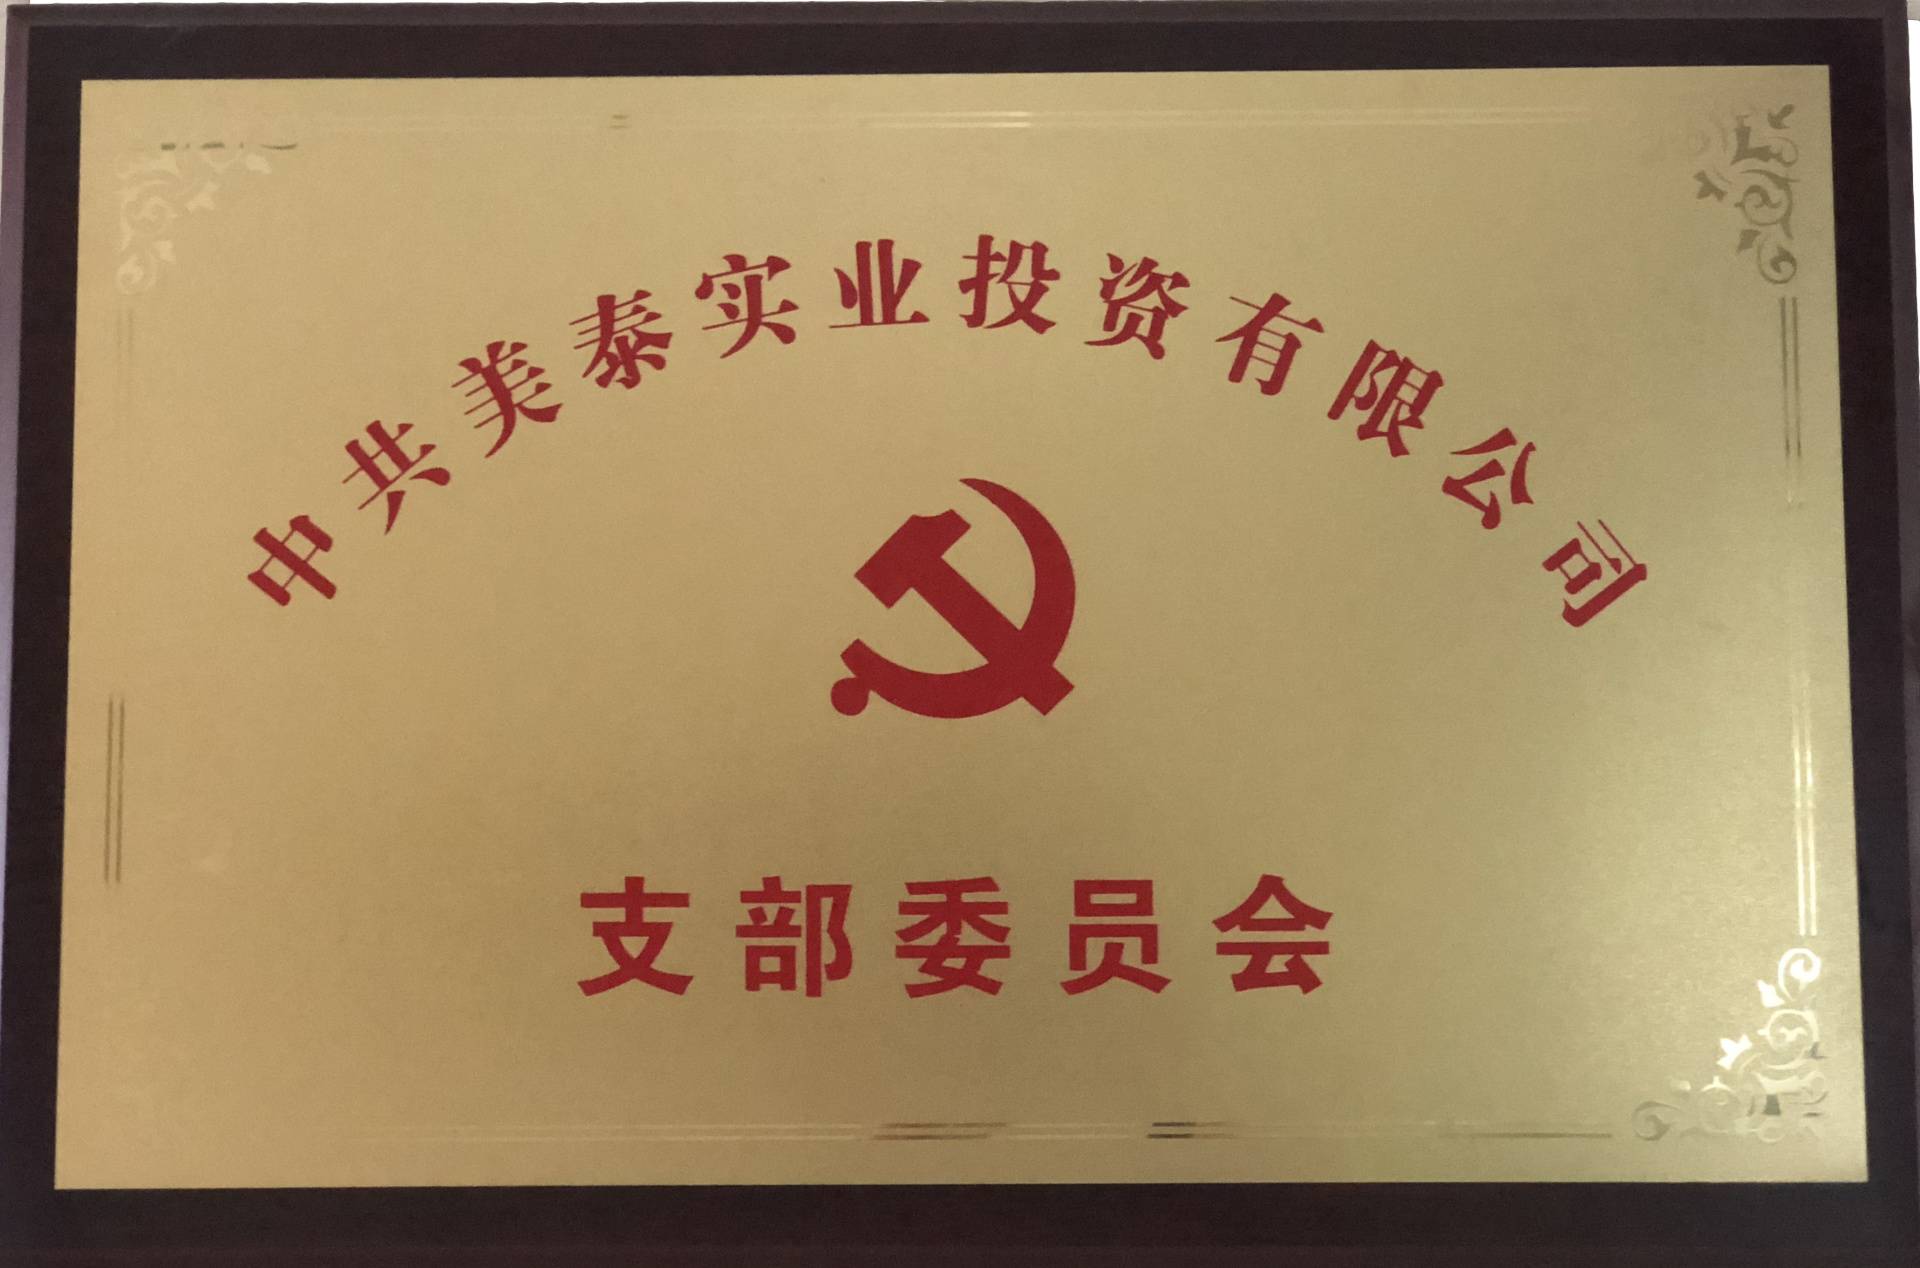 中共美泰实业投资有限公司
支部委员会